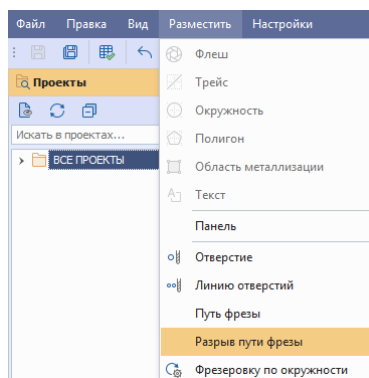 Файл Правка Вид Разместить Настройки
Флеш
Проекты
Трейс
Окружность
Искать в проектах...
Полигон
ВСЕ ПРОЕКТЫ
Область металлизации
Текст
Панель
Отверстие
Линию отверстий
Путь фрезы
Разрыв пути фрезы
Фрезеровку по окружности